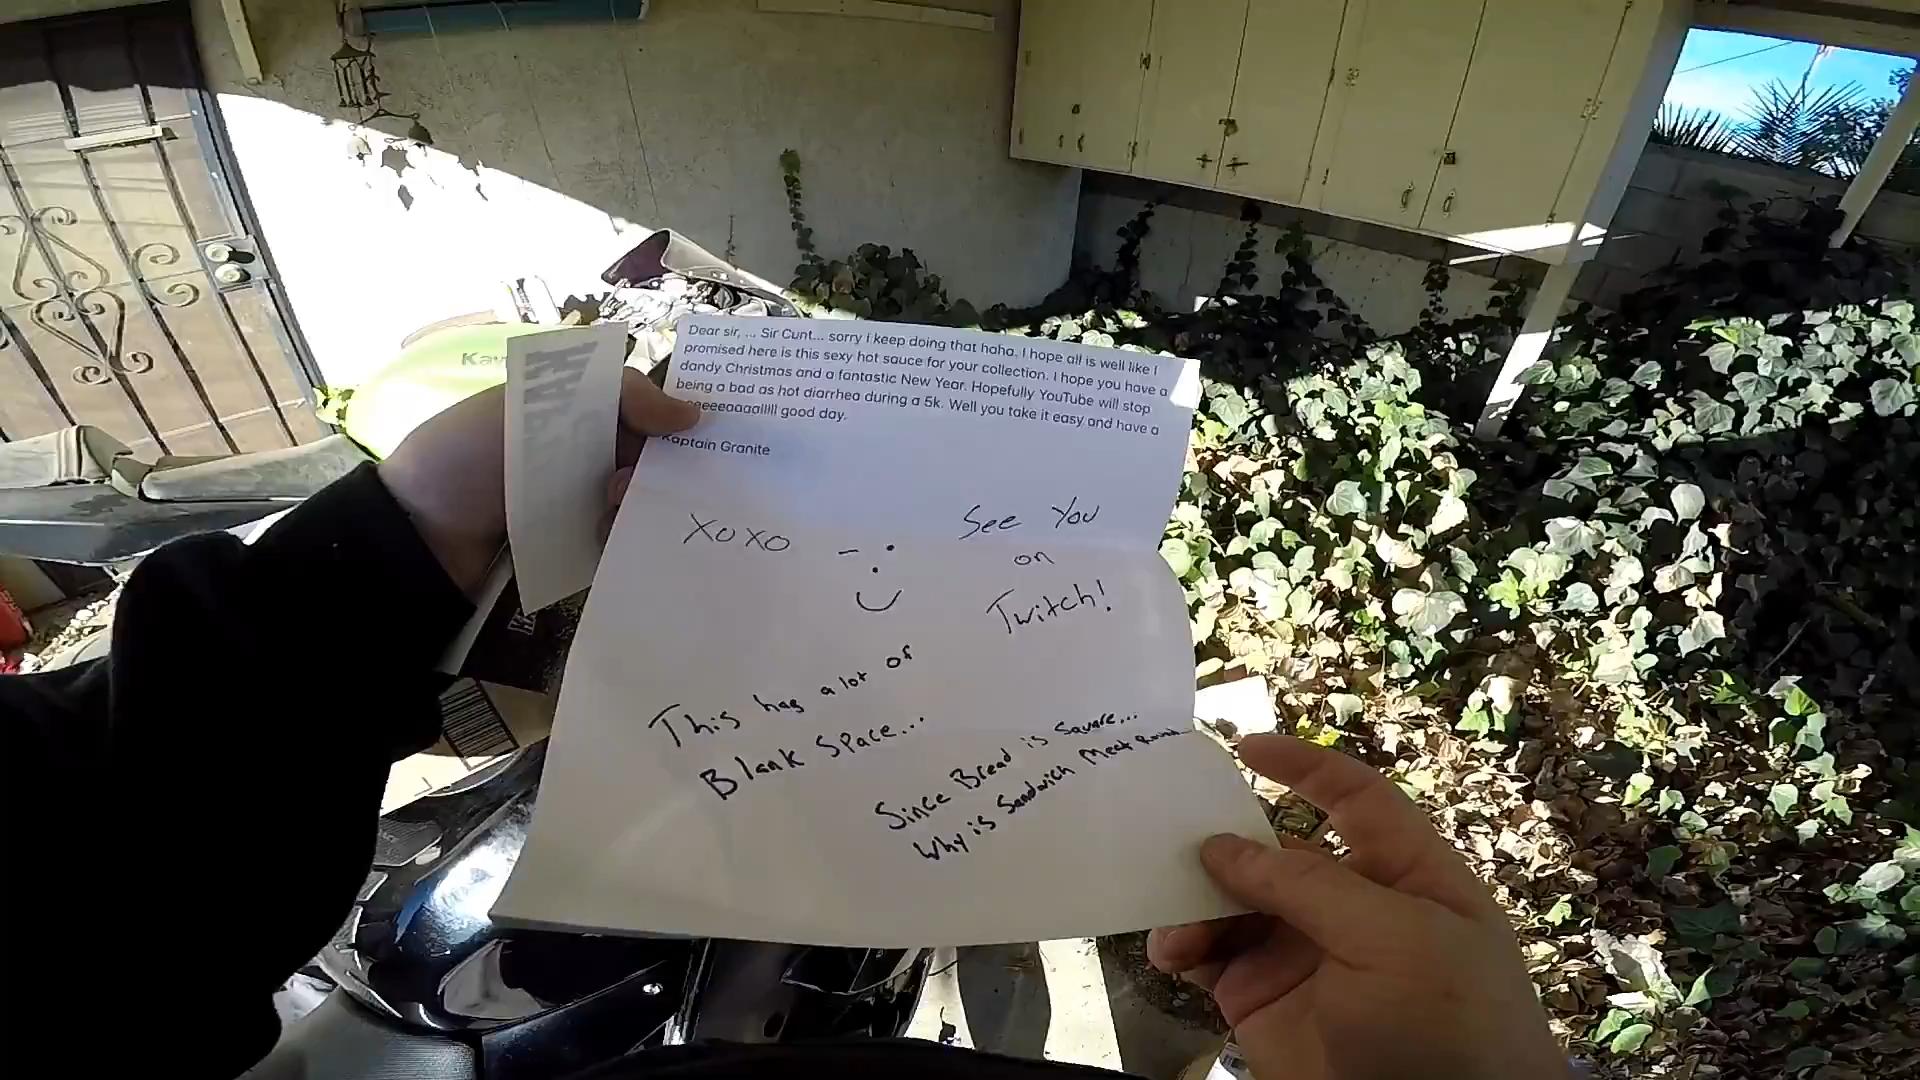 Dear sir, ... Sir Cunt... sorry I keep doing that haha. I hope all is well like I
promised here is this sexy hot sauce for your collection. I hope you have a
dandy Christmas and a fantastic New Year. Hopefully YouTube will stop
being a bad as hot diarrhea during a 5k. Well you take it easy and have a
good day.
Kaptain Granite
XOXO
See You
on
Twitch!
This has a lot of
Blank Space...
Since Bread is Square...
Why is Sandwich Meat Round...
Kaw